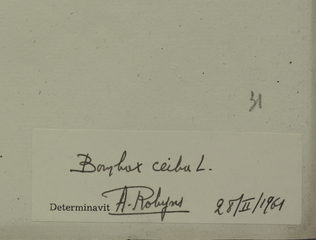 31
Bombax ceiba L.
Determinavit A. Robyns 28/II/1961